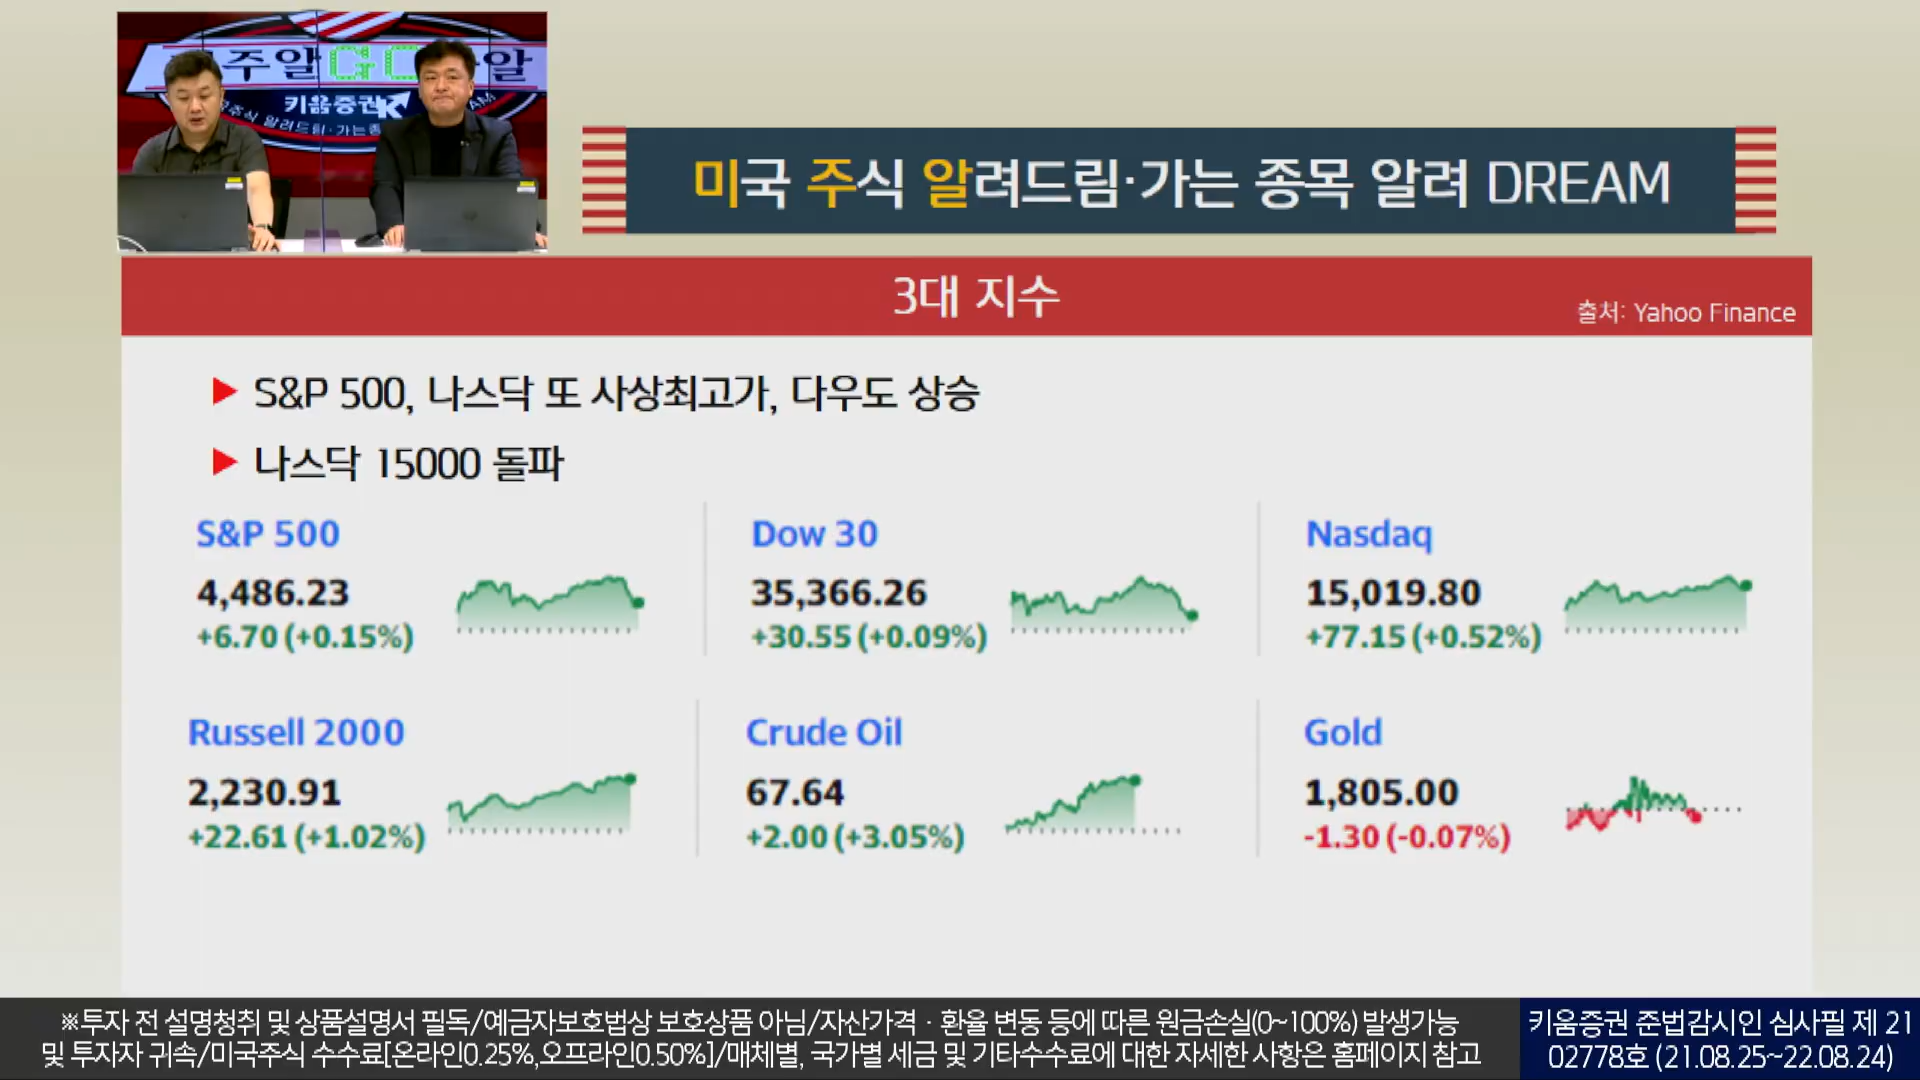 주알GO
알
키움증권
주식 알려드림·가는종
AM
미국 주식 알려드림·가는 종목 알려 DREAM
3대 지수
출처: Yahoo Finance
▶ S&P 500, 나스닥 또 사상최고가, 다우도 상승
▶ 나스닥 15000 돌파
S&P 500
4,486.23
+6.70 (+0.15%)
Dow 30
35,366.26
+30.55 (+0.09%)
Nasdaq
15,019.80
+77.15 (+0.52%)
Russell 2000
2,230.91
+22.61 (+1.02%)
Crude Oil
67.64
+2.00 (+3.05%)
Gold
1,805.00
-1.30 (-0.07%)
※투자 전 설명청취 및 상품설명서 필독/예금자보호법상 보호상품 아님/자산가격 · 환율 변동 등에 따른 원금손실(0~100%) 발생가능
및 투자자 귀속/미국주식 수수료[온라인0.25%,오프라인0.50%]/매체별, 국가별 세금 및 기타수수료에 대한 자세한 사항은 홈페이지 참고
키움증권 준법감시인 심사필 제 21
02778호 (21.08.25~22.08.24)